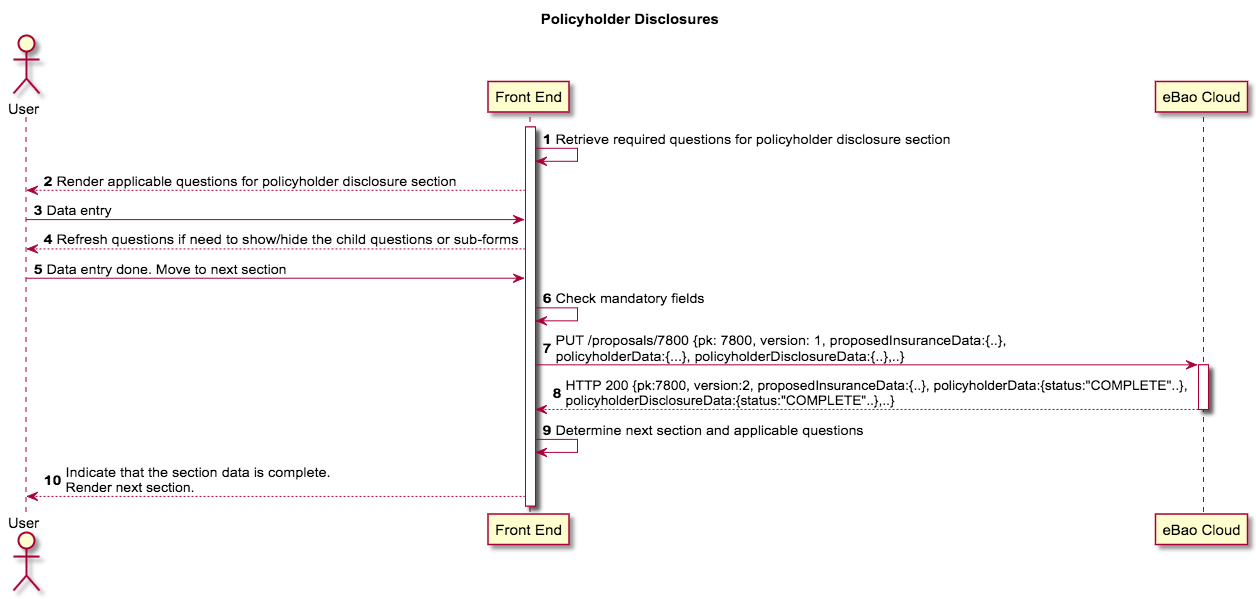 Policyholder Disclosures
User
Front End
eBao Cloud
1 Retrieve required questions for policyholder disclosure section
2 Render applicable questions for policyholder disclosure section
3 Data entry
4 Refresh questions if need to show/hide the child questions or sub-forms
5 Data entry done. Move to next section
6 Check mandatory fields
7 PUT /proposals/7800 {pk: 7800, version: 1, proposedInsuranceData:{..},
policyholderData:{...}, policyholderDisclosureData:{..},..}
8 HTTP 200 {pk:7800, version:2, proposedInsuranceData:{..}, policyholderData:{status:"COMPLETE"..},
policyholderDisclosureData:{status:"COMPLETE"..},..}
9 Determine next section and applicable questions
10 Indicate that the section data is complete.
Render next section.
User
Front End
eBao Cloud